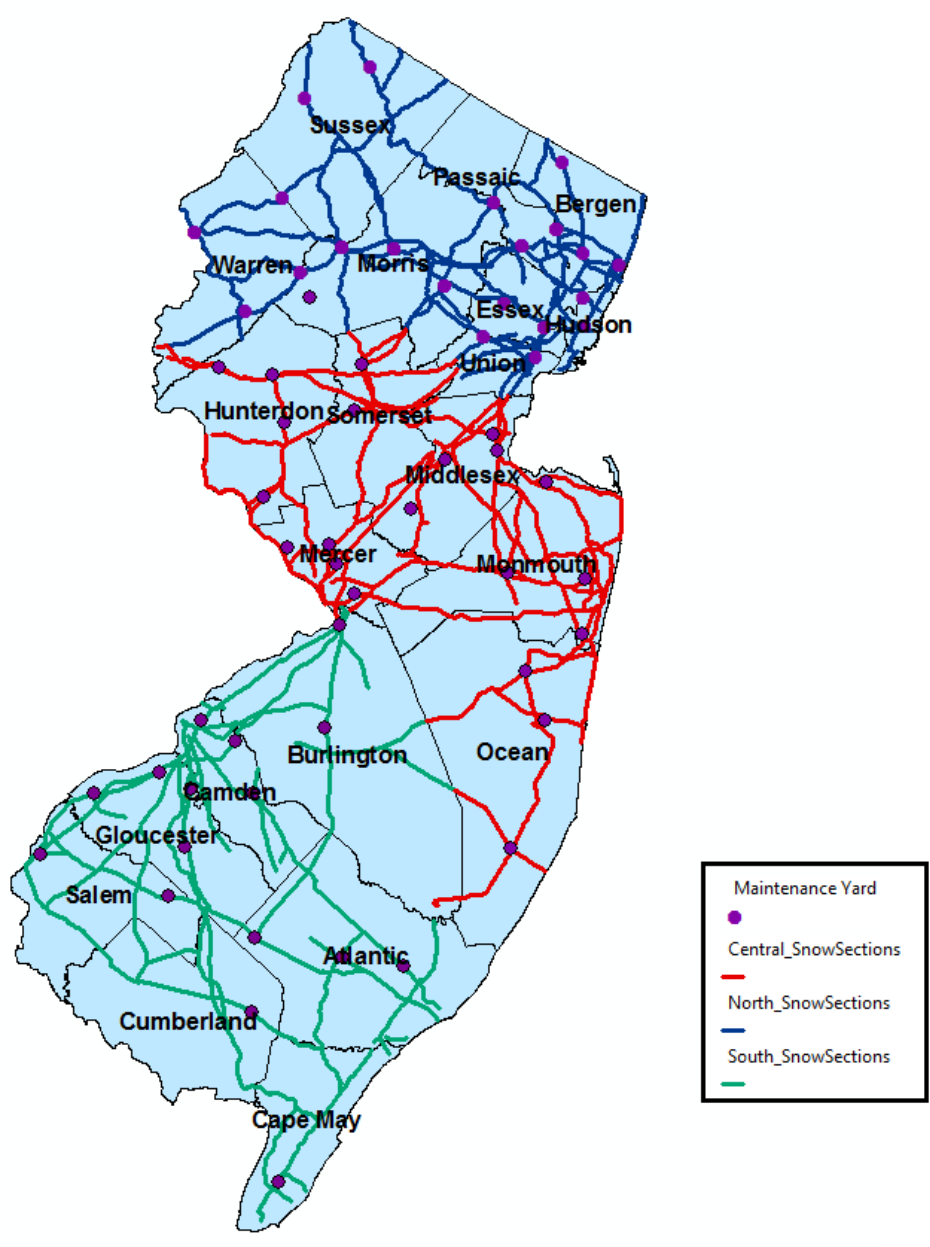 Sussex
Passaic
Bergen
Warren
Morris
Essex
Hudson
Union
Hunterdon
Somerset
Middlesex
Mercer
Monmouth
Burlington
Ocean
Camden
Gloucester
Salem
Atlantic
Cumberland
Cape May
Maintenance Yard
Central_SnowSections
North_SnowSections
South_SnowSections